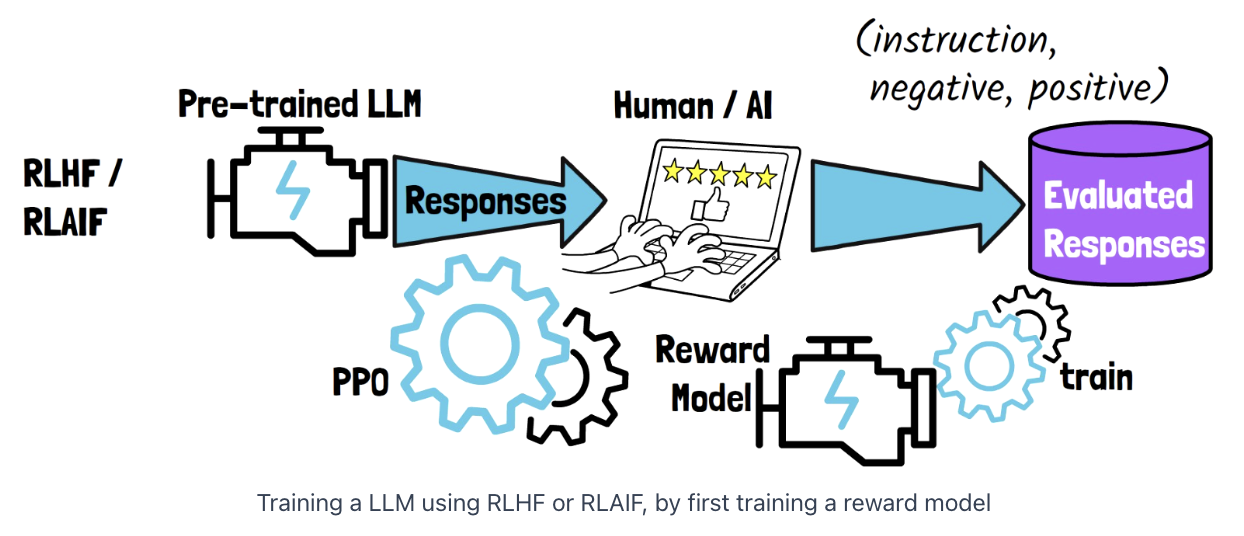 (instruction,
negative, positive)
Pre-trained LLM
Human / AI
RLHF /
RLAIF
Responses
Evaluated
Responses
PPO
Reward
Model
train
Training a LLM using RLHF or RLAIF, by first training a reward model